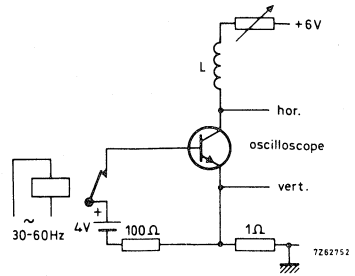 +6V
L
hor.
oscilloscope
vert.
+
4V
100Ω
1Ω
~
30-60Hz
7Z62752